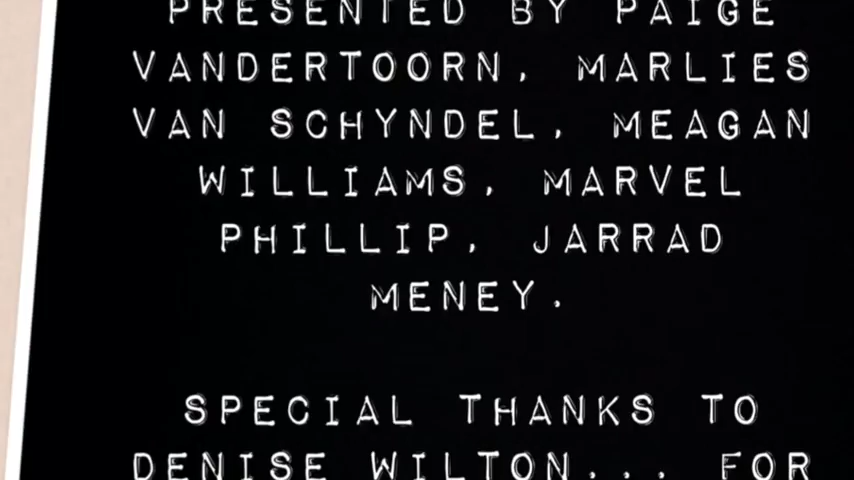 PRESENTED BY PAIGE
VANDERTOORN, MARLIES
VAN SCHYNDEL, MEAGAN
WILLIAMS, MARVEL
PHILLIP, JARRAD
MENEY.
SPECIAL THANKS TO
DENISE WILTON... FOR